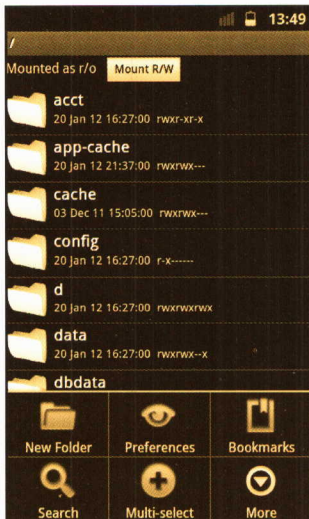 13:49
/
Mounted as r/o Mount R/W
acct
20 Jan 12 16:27:00 rwxr-xr-x
app-cache
20 Jan 12 21:37:00 rwxrwx---
cache
03 Dec 11 15:05:00 rwxrwx---
config
20 Jan 12 16:27:00 r-x------
d
20 Jan 12 16:27:00 rwxrwxrwx
data
20 Jan 12 16:27:00 rwxrwx--x
dbdata
New Folder Preferences Bookmarks
Search Multi-select More